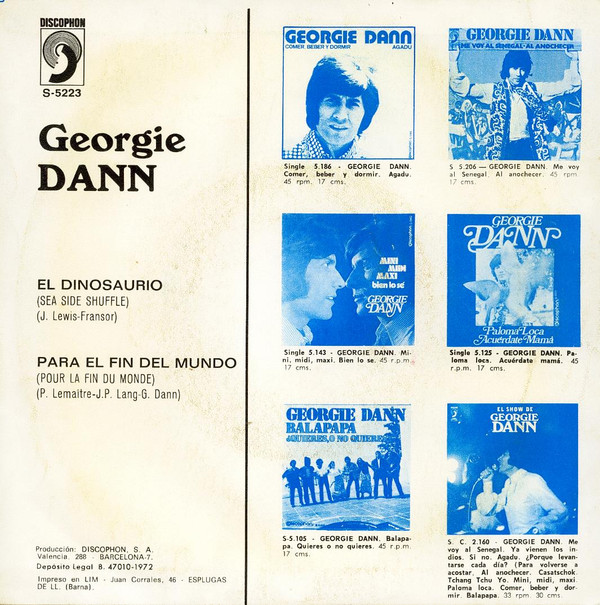 DISCOPHON
S-5223
Georgie
DANN
EL DINOSAURIO
(SEA SIDE SHUFFLE)
(J. Lewis-Fransor)
PARA EL FIN DEL MUNDO
(POUR LA FIN DU MONDE)
(P. Lemaitre-J.P. Lang-G. Dann)
Producción: DISCOPHON, S. A.
Valencia. 288 - BARCELONA-7.
Depósito Legal B. 47010-1972
Impreso en LIM - Juan Corrales, 46 - ESPLUGAS
DE LL. (Barna).
GEORGIE DANN
COMER BEBER Y DORMIR AGADU
Single 5.186 - GEORGIE DANN.
Comer, beber y dormir. Agadu.
45 rpm. 17 cms.
GEORGIE DANN
ME VOY AL SENEGAL-AL ANOCHECER
S 5.206 — GEORGIE DANN. Me voy
al Senegal. Al anochecer. 45 rpm.
17 cms.
MINI
MIDI
MAXI
bien lo sé
GEORGIE
DANN
Single 5.143 - GEORGIE DANN. Mi-
ni, midi, maxi. Bien lo se. 45 r.p.m.
17 cms.
GEORGIE
DANN
Paloma Loca
Acuérdate Mamá
Single 5.125 - GEORGIE DANN. Pa-
loma loca. Acuérdate mamá. 45
r.p.m. 17 cms.
GEORGIE DANN
BALAPAPA
¿QUIERES, O NO QUIERES?
S-5.105 - GEORGIE DANN. Balapa-
pa. Quieres o no quieres. 45 r.p.m.
17 cms.
EL SHOW DE
GEORGIE
DANN
S. C. 2.160 - GEORGIE DANN. Me
voy al Senegal. Ya vienen los in-
dios. Si no. Agadu. ¿Porque levan-
tarse cada día? (Para volverse a
acostar. Al anochecer. Casatschok.
Tchang Tchu Yo. Mini, midi, maxi.
Paloma loca. Comer, beber y dor-
mir. Balapapa. 33 rpm. 30 cms.